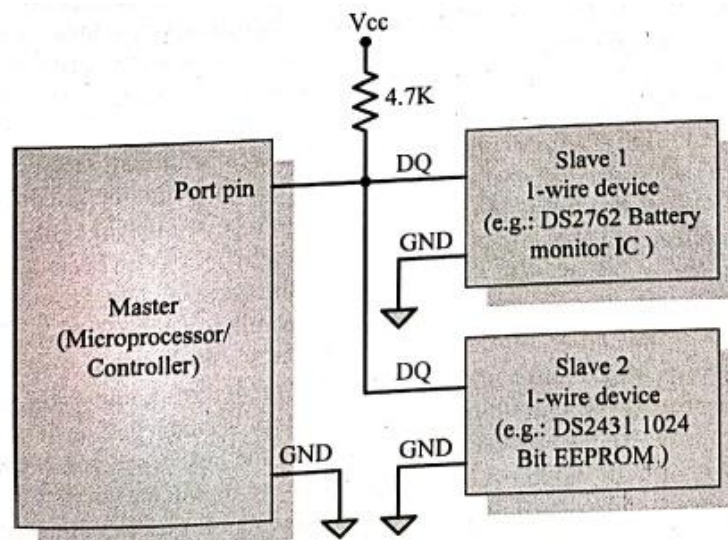 Vcc
4.7K
Port pin
DQ
Slave 1
1-wire device
(e.g.: DS2762 Battery
monitor IC )
GND
Master
(Microprocessor/
Controller)
DQ
Slave 2
1-wire device
(e.g.: DS2431 1024
Bit EEPROM.)
GND
GND